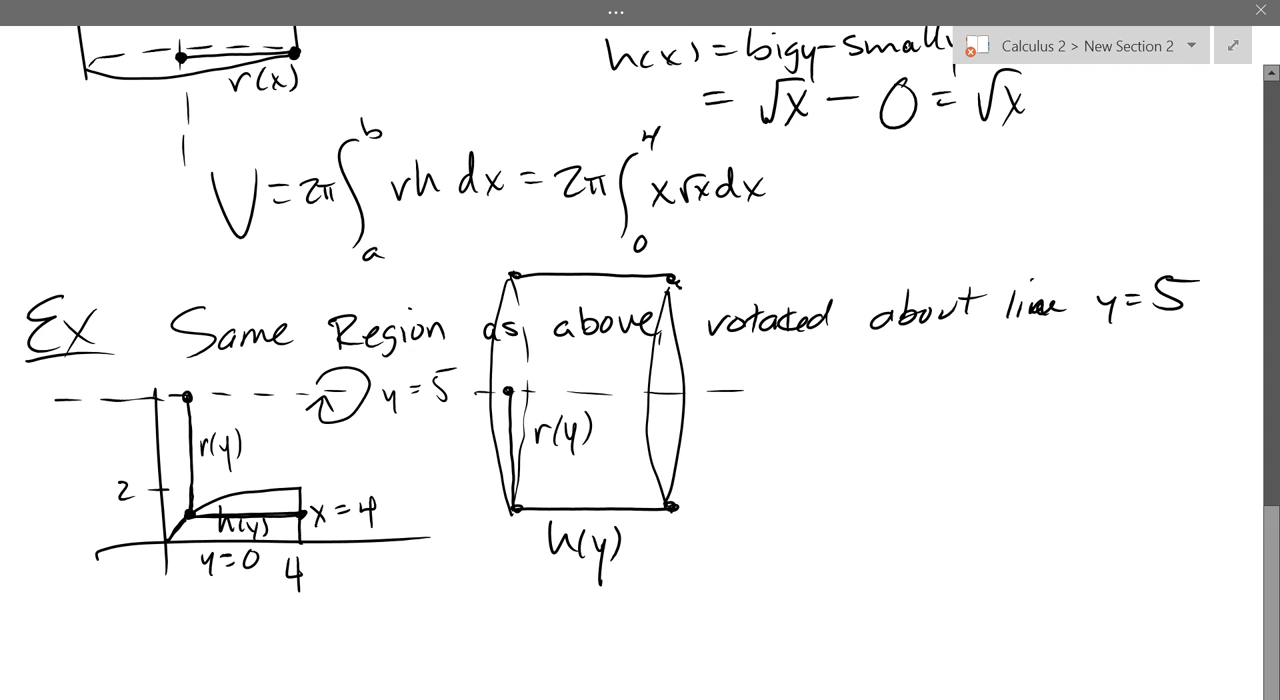 ...
Calculus 2 > New Section 2
h(x) = bigy - smally
r(x)
= √x - 0 = √x
V = 2π ∫ₐᵇ rh dx = 2π ∫₀⁴ x√x dx
Ex Same Region as above, rotated about line y = 5
y = 5
r(y)
r(y)
2
h(y)
x = 4
y = 0
4
h(y)